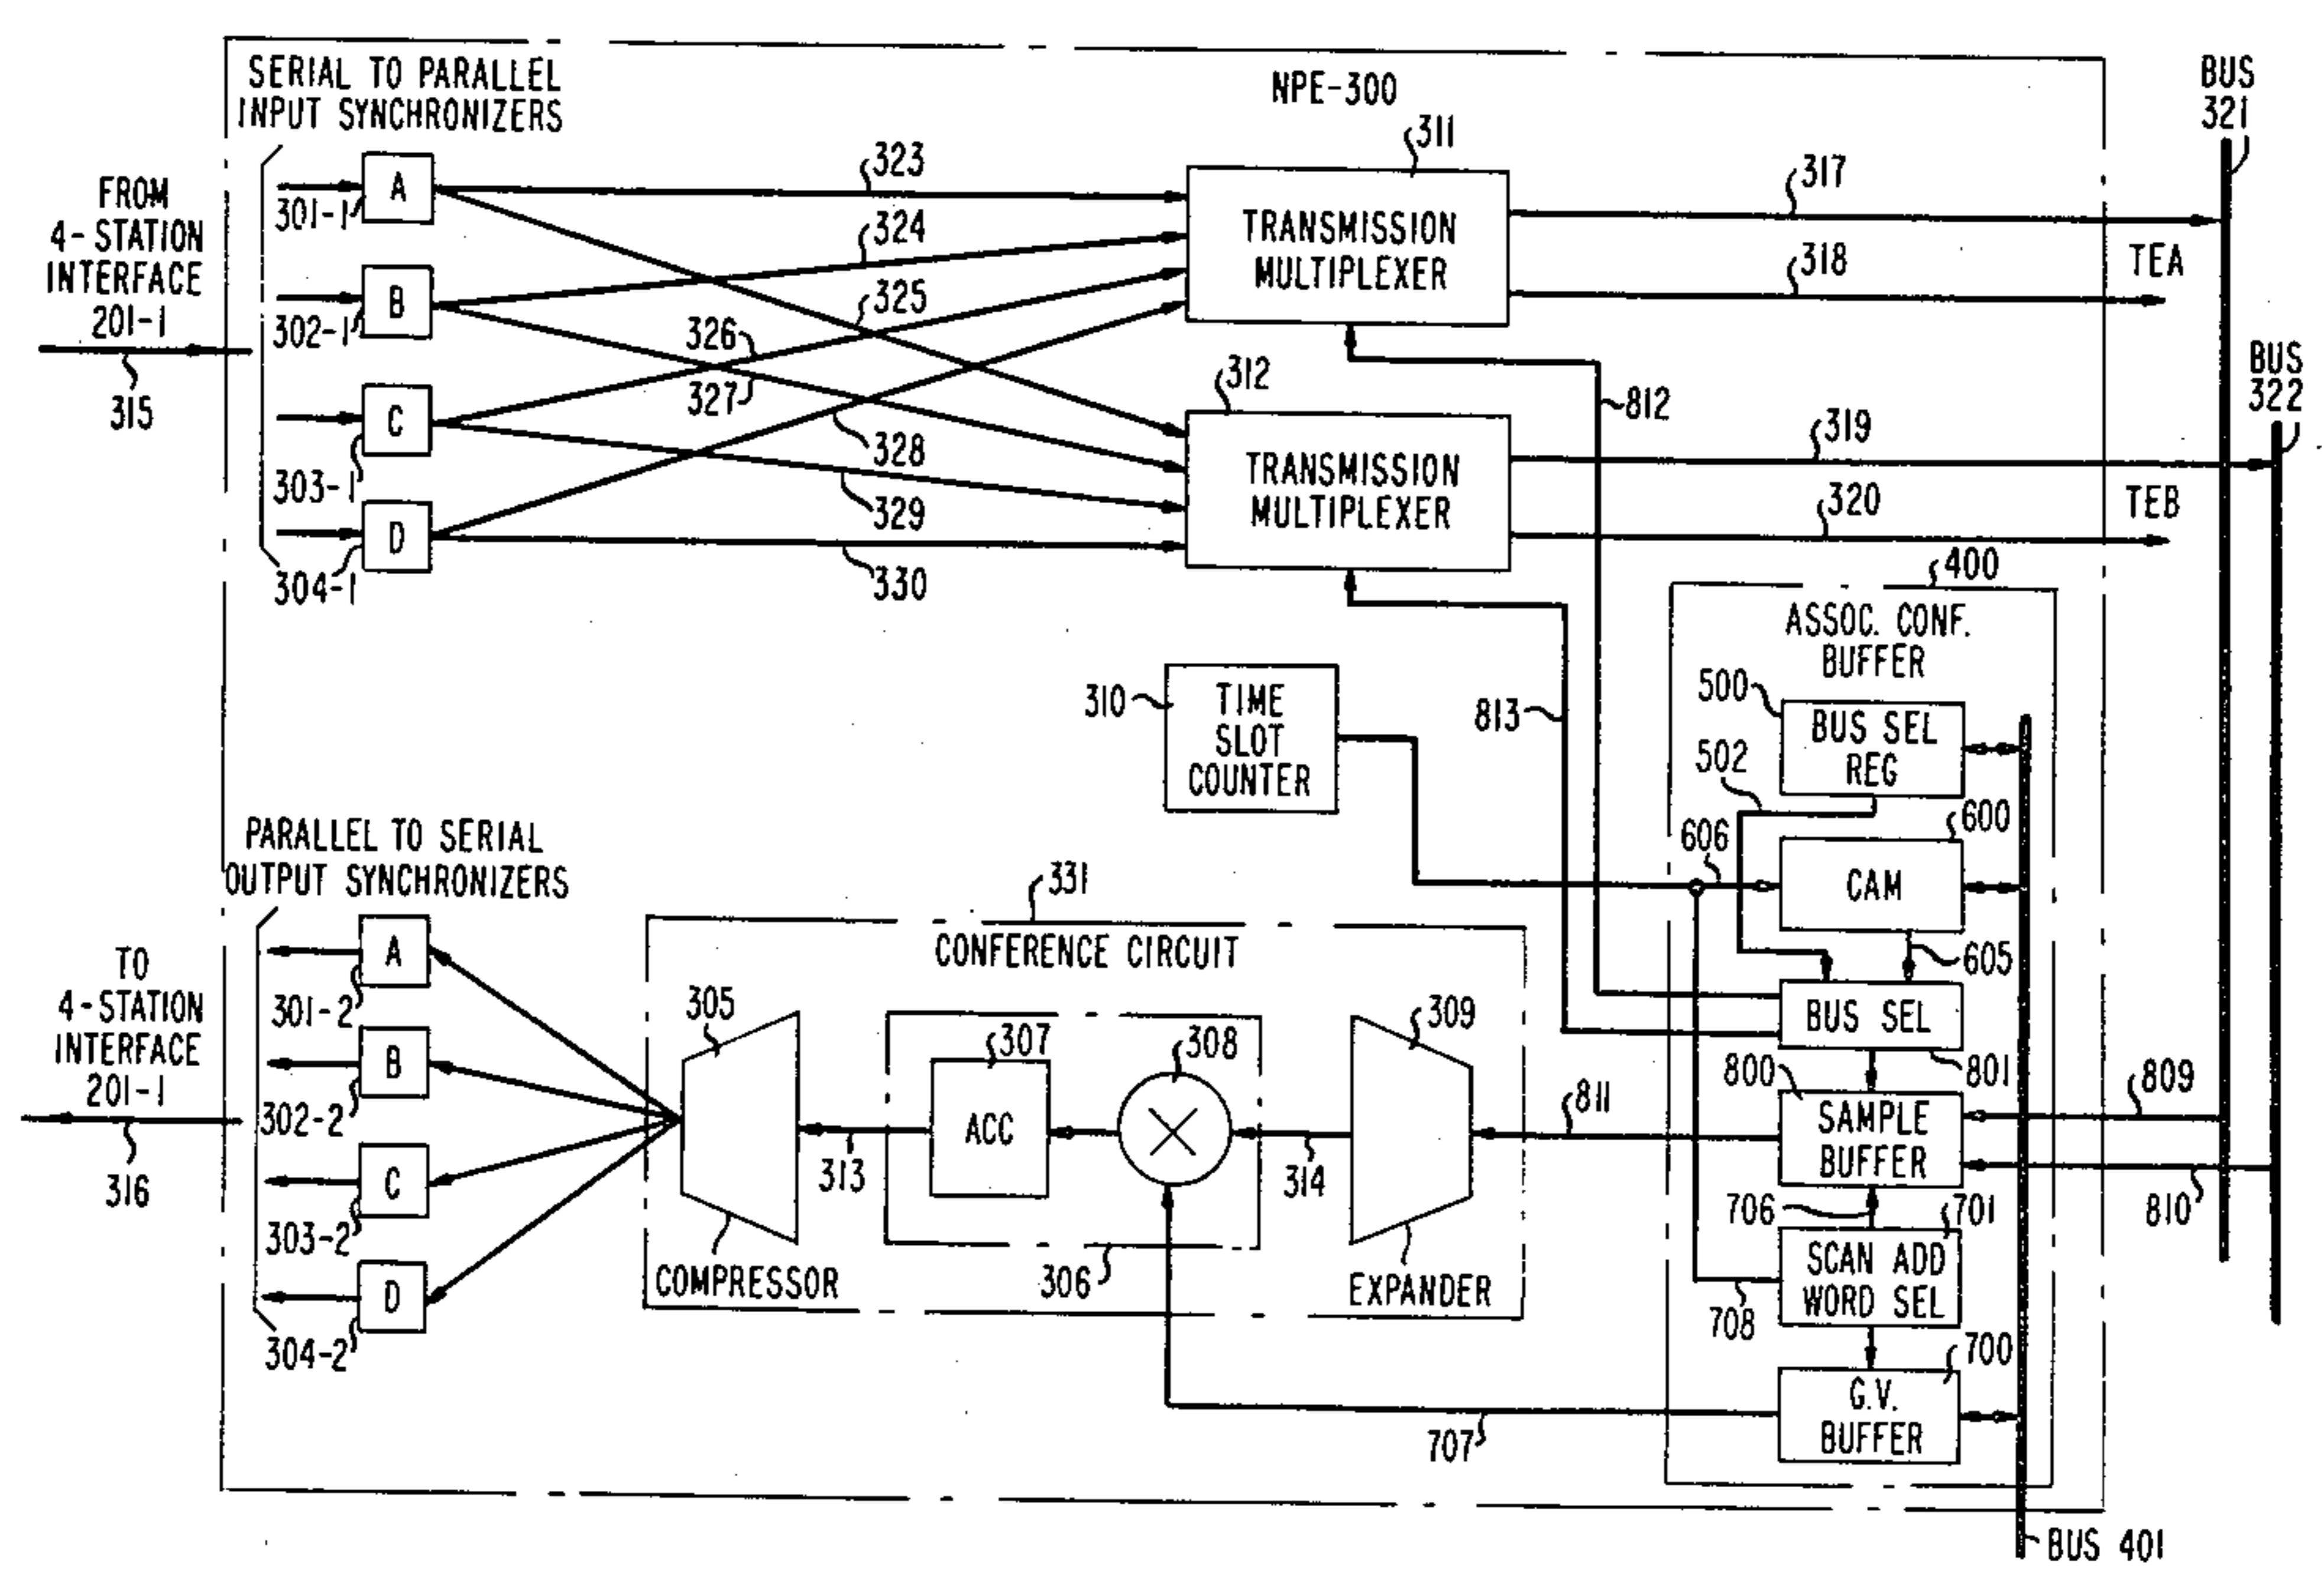 SERIAL TO PARALLEL
INPUT SYNCHRONIZERS
NPE-300
BUS
321
BUS
322
FROM
4-STATION
INTERFACE
201-1
315
A
301-1
B
302-1
C
303-1
D
304-1
323
324
325
326
327
328
329
330
311
TRANSMISSION
MULTIPLEXER
317
318
TEA
312
TRANSMISSION
MULTIPLEXER
812
319
320
TEB
310
TIME
SLOT
COUNTER
813
400
ASSOC. CONF.
BUFFER
500
BUS SEL
REG
502
606
600
CAM
605
BUS SEL
801
800
SAMPLE
BUFFER
809
810
706
701
SCAN ADD
WORD SEL
708
700
G.V.
BUFFER
707
BUS 401
PARALLEL TO SERIAL
OUTPUT SYNCHRONIZERS
TO
4-STATION
INTERFACE
201-1
316
A
301-2
B
302-2
C
303-2
D
304-2
331
CONFERENCE CIRCUIT
305
COMPRESSOR
313
307
ACC
308
306
314
309
EXPANDER
811